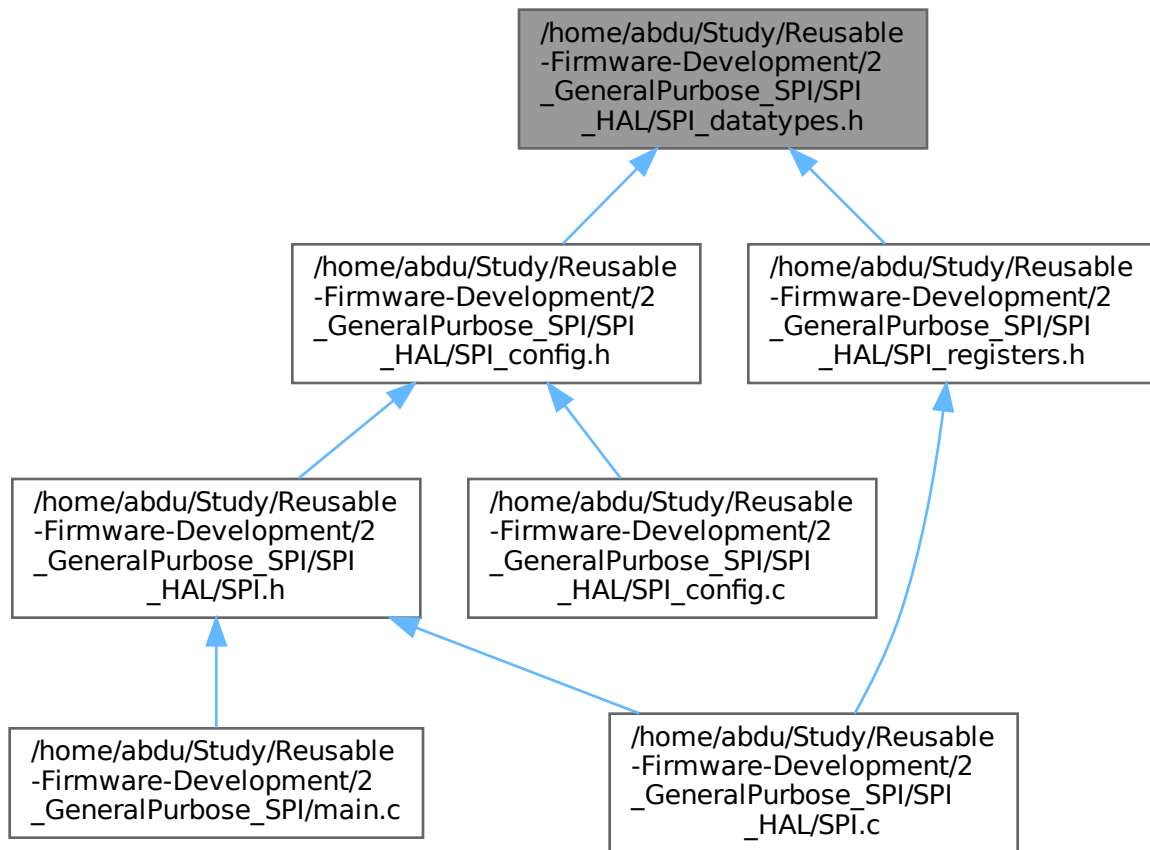 /home/abdu/Study/Reusable
-Firmware-Development/2
_GeneralPurbose_SPI/SPI
_HAL/SPI_datatypes.h
/home/abdu/Study/Reusable
-Firmware-Development/2
_GeneralPurbose_SPI/SPI
_HAL/SPI_config.h
/home/abdu/Study/Reusable
-Firmware-Development/2
_GeneralPurbose_SPI/SPI
_HAL/SPI_registers.h
/home/abdu/Study/Reusable
-Firmware-Development/2
_GeneralPurbose_SPI/SPI
_HAL/SPI.h
/home/abdu/Study/Reusable
-Firmware-Development/2
_GeneralPurbose_SPI/SPI
_HAL/SPI_config.c
/home/abdu/Study/Reusable
-Firmware-Development/2
_GeneralPurbose_SPI/main.c
/home/abdu/Study/Reusable
-Firmware-Development/2
_GeneralPurbose_SPI/SPI
_HAL/SPI.c